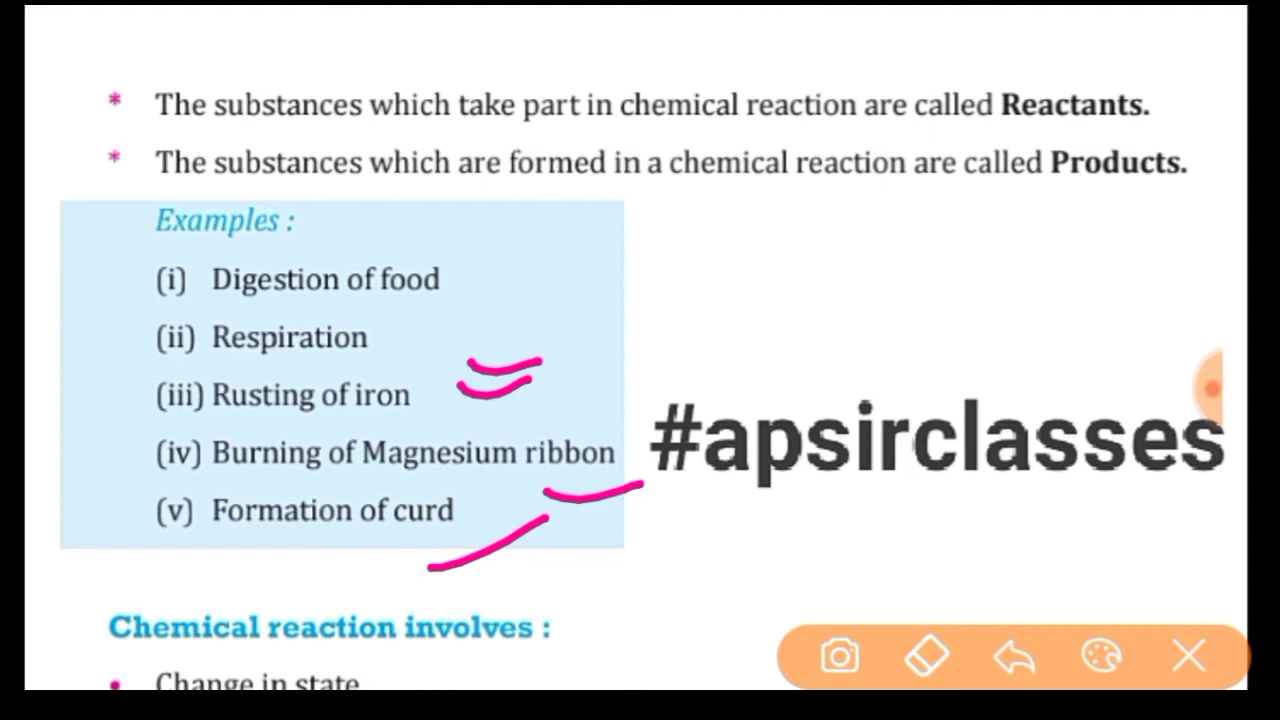 * The substances which take part in chemical reaction are called Reactants.
* The substances which are formed in a chemical reaction are called Products.
Examples :
(i) Digestion of food
(ii) Respiration
(iii) Rusting of iron
(iv) Burning of Magnesium ribbon
(v) Formation of curd
#apsirclasses
Chemical reaction involves :
• Change in state